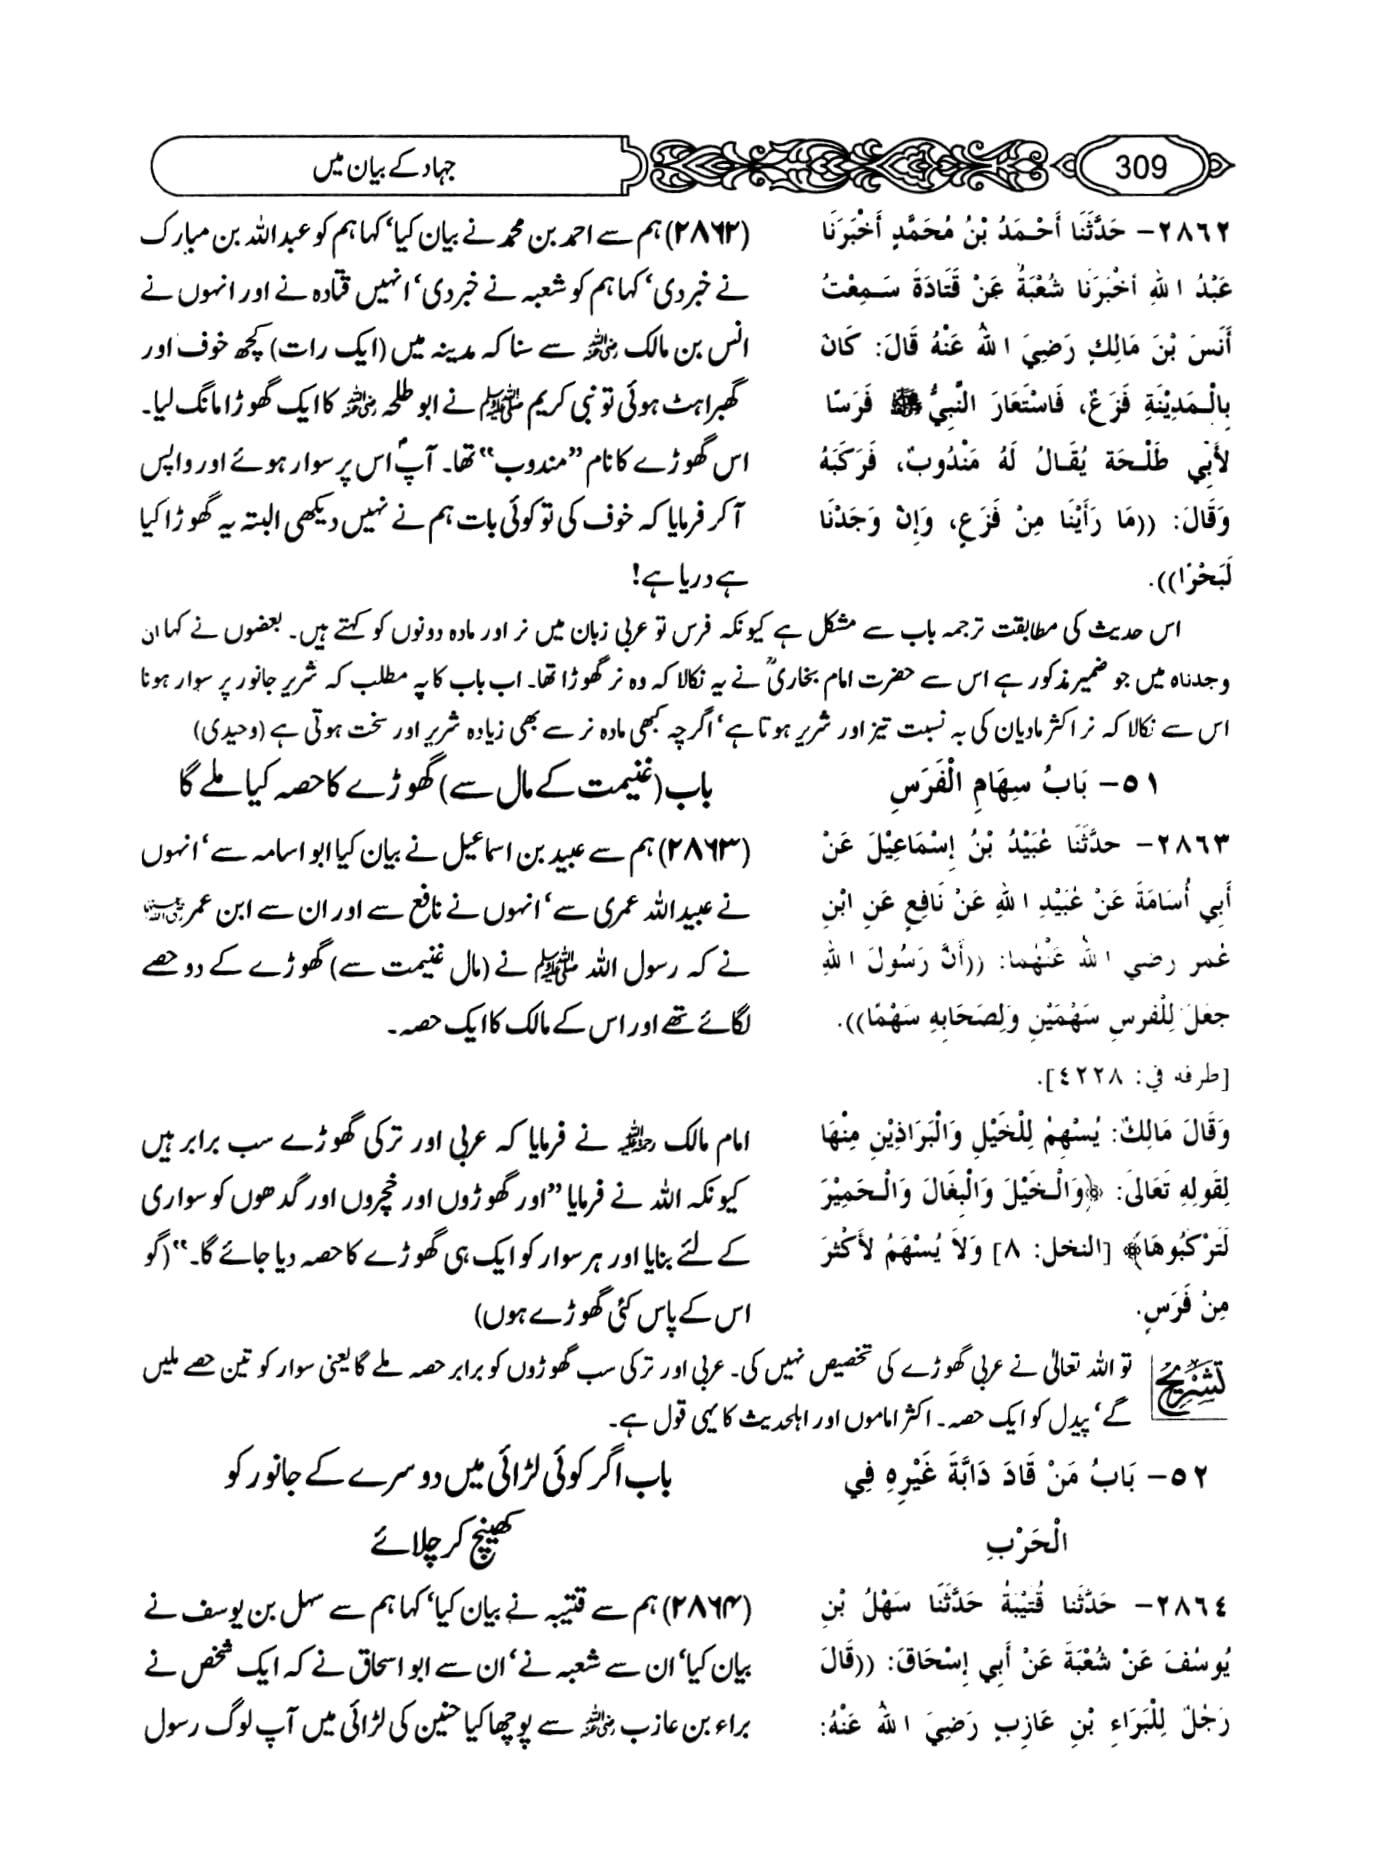 309
جہاد کے بیان میں
٢٨٦٢- حَدَّثَنَا أَحْمَدُ بْنُ مُحَمَّدٍ أَخْبَرَنَا
عَبْدُ اللهِ أَخْبَرَنَا شُعْبَةُ عَنْ قَتَادَةَ سَمِعْتُ
أَنَسَ بْنَ مَالِكٍ رَضِيَ اللهُ عَنْهُ قَالَ: كَانَ
بِالْمَدِيْنَةِ فَزَعٌ، فَاسْتَعَارَ النَّبِيُّ ﷺ فَرَسًا
لأَبِي طَلْحَةَ يُقَالُ لَهُ مَنْدُوبٌ، فَرَكِبَهُ
وَقَالَ: ((مَا رَأَيْنَا مِنْ فَزَعٍ، وَإِنْ وَجَدْنَا
لَبَحْرًا)).
(۲۸۶۲) ہم سے احمد بن محمد نے بیان کیا‘ کہا ہم کو عبداللہ بن مبارک
نے خبر دی‘ کہا ہم کو شعبہ نے خبر دی‘ انہیں قتادہ نے اور انہوں نے
انس بن مالک رضی اللہ عنہ سے سنا کہ مدینہ میں (ایک رات) کچھ خوف اور
گھبراہٹ ہوئی تو نبی کریم ﷺ نے ابو طلحہ رضی اللہ عنہ کا ایک گھوڑا مانگ لیا۔
اس گھوڑے کا نام ’’مندوب‘‘ تھا۔ آپؐ اس پر سوار ہوئے اور واپس
آ کر فرمایا کہ خوف کی تو کوئی بات ہم نے نہیں دیکھی البتہ یہ گھوڑا کیا
ہے دریا ہے!
اس حدیث کی مطابقت ترجمہ باب سے مشکل ہے کیونکہ فرس تو عربی زبان میں نر اور مادہ دونوں کو کہتے ہیں۔ بعضوں نے کہا ان
وجدناہ میں جو ضمیر مذکور ہے اس سے حضرت امام بخاریؒ نے یہ نکالا کہ وہ نر گھوڑا تھا۔ اب باب کا یہ مطلب کہ شریر جانور پر سوار ہونا
اس سے نکالا کہ نر اکثر مادیان کی بہ نسبت تیز اور شریر ہوتا ہے‘ اگرچہ کبھی مادہ نر سے بھی زیادہ شریر اور سخت ہوتی ہے (وحیدی)
٥١- بَابُ سِهَامِ الْفَرَسِ
باب (غنیمت کے مال سے) گھوڑے کا حصہ کیا ملے گا
٢٨٦٣- حَدَّثَنَا عُبَيْدُ بْنُ إِسْمَاعِيْلَ عَنْ
أَبِي أُسَامَةَ عَنْ عُبَيْدِ اللهِ عَنْ نَافِعٍ عَنِ ابْنِ
عُمَر رضي اللهُ عَنْهُما: ((أَنَّ رَسُولَ اللهِ
جعلَ لِلْفرسِ سَهْمَيْنِ وَلِصَاحِبِهِ سَهْمًا)).
[طرفه في: ٤٢٢٨].
(۲۸۶۳) ہم سے عبید بن اسماعیل نے بیان کیا ابو اسامہ سے‘ انہوں
نے عبیداللہ عمری سے‘ انہوں نے نافع سے اور ان سے ابن عمر رضی اللہ عنہما
نے کہ رسول اللہ ﷺ نے (مال غنیمت سے) گھوڑے کے دو حصے
لگائے تھے اور اس کے مالک کا ایک حصہ۔
وَقَالَ مَالِكٌ: يُسْهِمُ لِلْخَيْلِ وَالْبَرَاذِيْنِ مِنْهَا
لِقَولِهِ تَعَالَى: ﴿وَالْخَيْلَ وَالْبِغَالَ وَالْحَمِيْرَ
لَتَرْكَبُوهَا﴾ [النحل: ٨] وَلاَ يُسْهَمُ لأَكْثَرَ
مِنْ فَرَسٍ.
امام مالک رحمۃ اللہ علیہ نے فرمایا کہ عربی اور ترکی گھوڑے سب برابر ہیں
کیونکہ اللہ نے فرمایا ’’اور گھوڑوں اور خچروں اور گدھوں کو سواری
کے لئے بنایا اور ہر سوار کو ایک ہی گھوڑے کا حصہ دیا جائے گا۔‘‘ (گو
اس کے پاس کئی گھوڑے ہوں)
تشریح
تو اللہ تعالیٰ نے عربی گھوڑے کی تخصیص نہیں کی۔ عربی اور ترکی سب گھوڑوں کو برابر حصہ ملے گا یعنی سوار کو تین حصے ملیں
گے‘ پیدل کو ایک حصہ۔ اکثر اماموں اور اہلحدیث کا یہی قول ہے۔
٥٢- بَابُ مَنْ قَادَ دَابَّةَ غَيْرِهِ فِي
الْحَرْبِ
باب اگر کوئی لڑائی میں دوسرے کے جانور کو
کھینچ کر چلائے
٢٨٦٤- حَدَّثَنَا قُتَيْبَةُ حَدَّثَنَا سَهْلُ بْنِ
يُوسُفَ عَنْ شُعْبَةَ عَنْ أَبِي إِسْحَاقَ: ((قَالَ
رَجُلٌ لِلْبَرَاءِ بْنِ عَازِبٍ رَضِيَ اللهُ عَنْهُ:
(۲۸۶۴) ہم سے قتیبہ نے بیان کیا‘ کہا ہم سے سہل بن یوسف نے
بیان کیا‘ ان سے شعبہ نے‘ ان سے ابو اسحاق نے کہ ایک شخص نے
براء بن عازب رضی اللہ عنہ سے پوچھا کیا حنین کی لڑائی میں آپ لوگ رسول